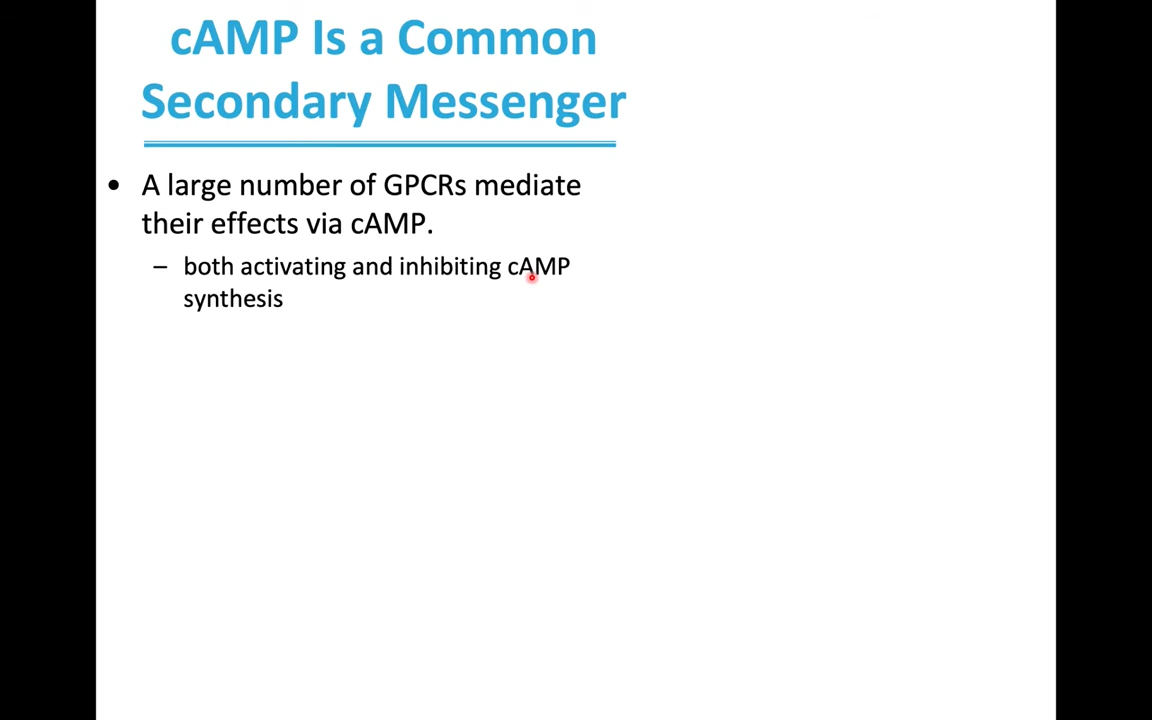 cAMP Is a Common
Secondary Messenger
• A large number of GPCRs mediate
their effects via cAMP.
– both activating and inhibiting cAMP
synthesis